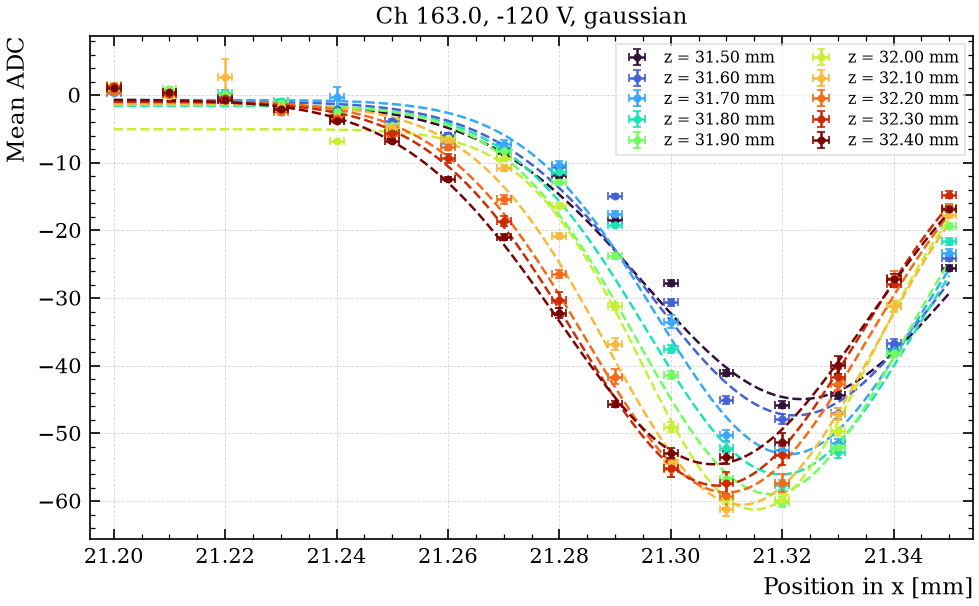 Ch 163.0, -120 V, gaussian
Mean ADC
0
−10
−20
−30
−40
−50
−60
z = 31.50 mm
z = 31.60 mm
z = 31.70 mm
z = 31.80 mm
z = 31.90 mm
z = 32.00 mm
z = 32.10 mm
z = 32.20 mm
z = 32.30 mm
z = 32.40 mm
21.20 21.22 21.24 21.26 21.28 21.30 21.32 21.34
Position in x [mm]